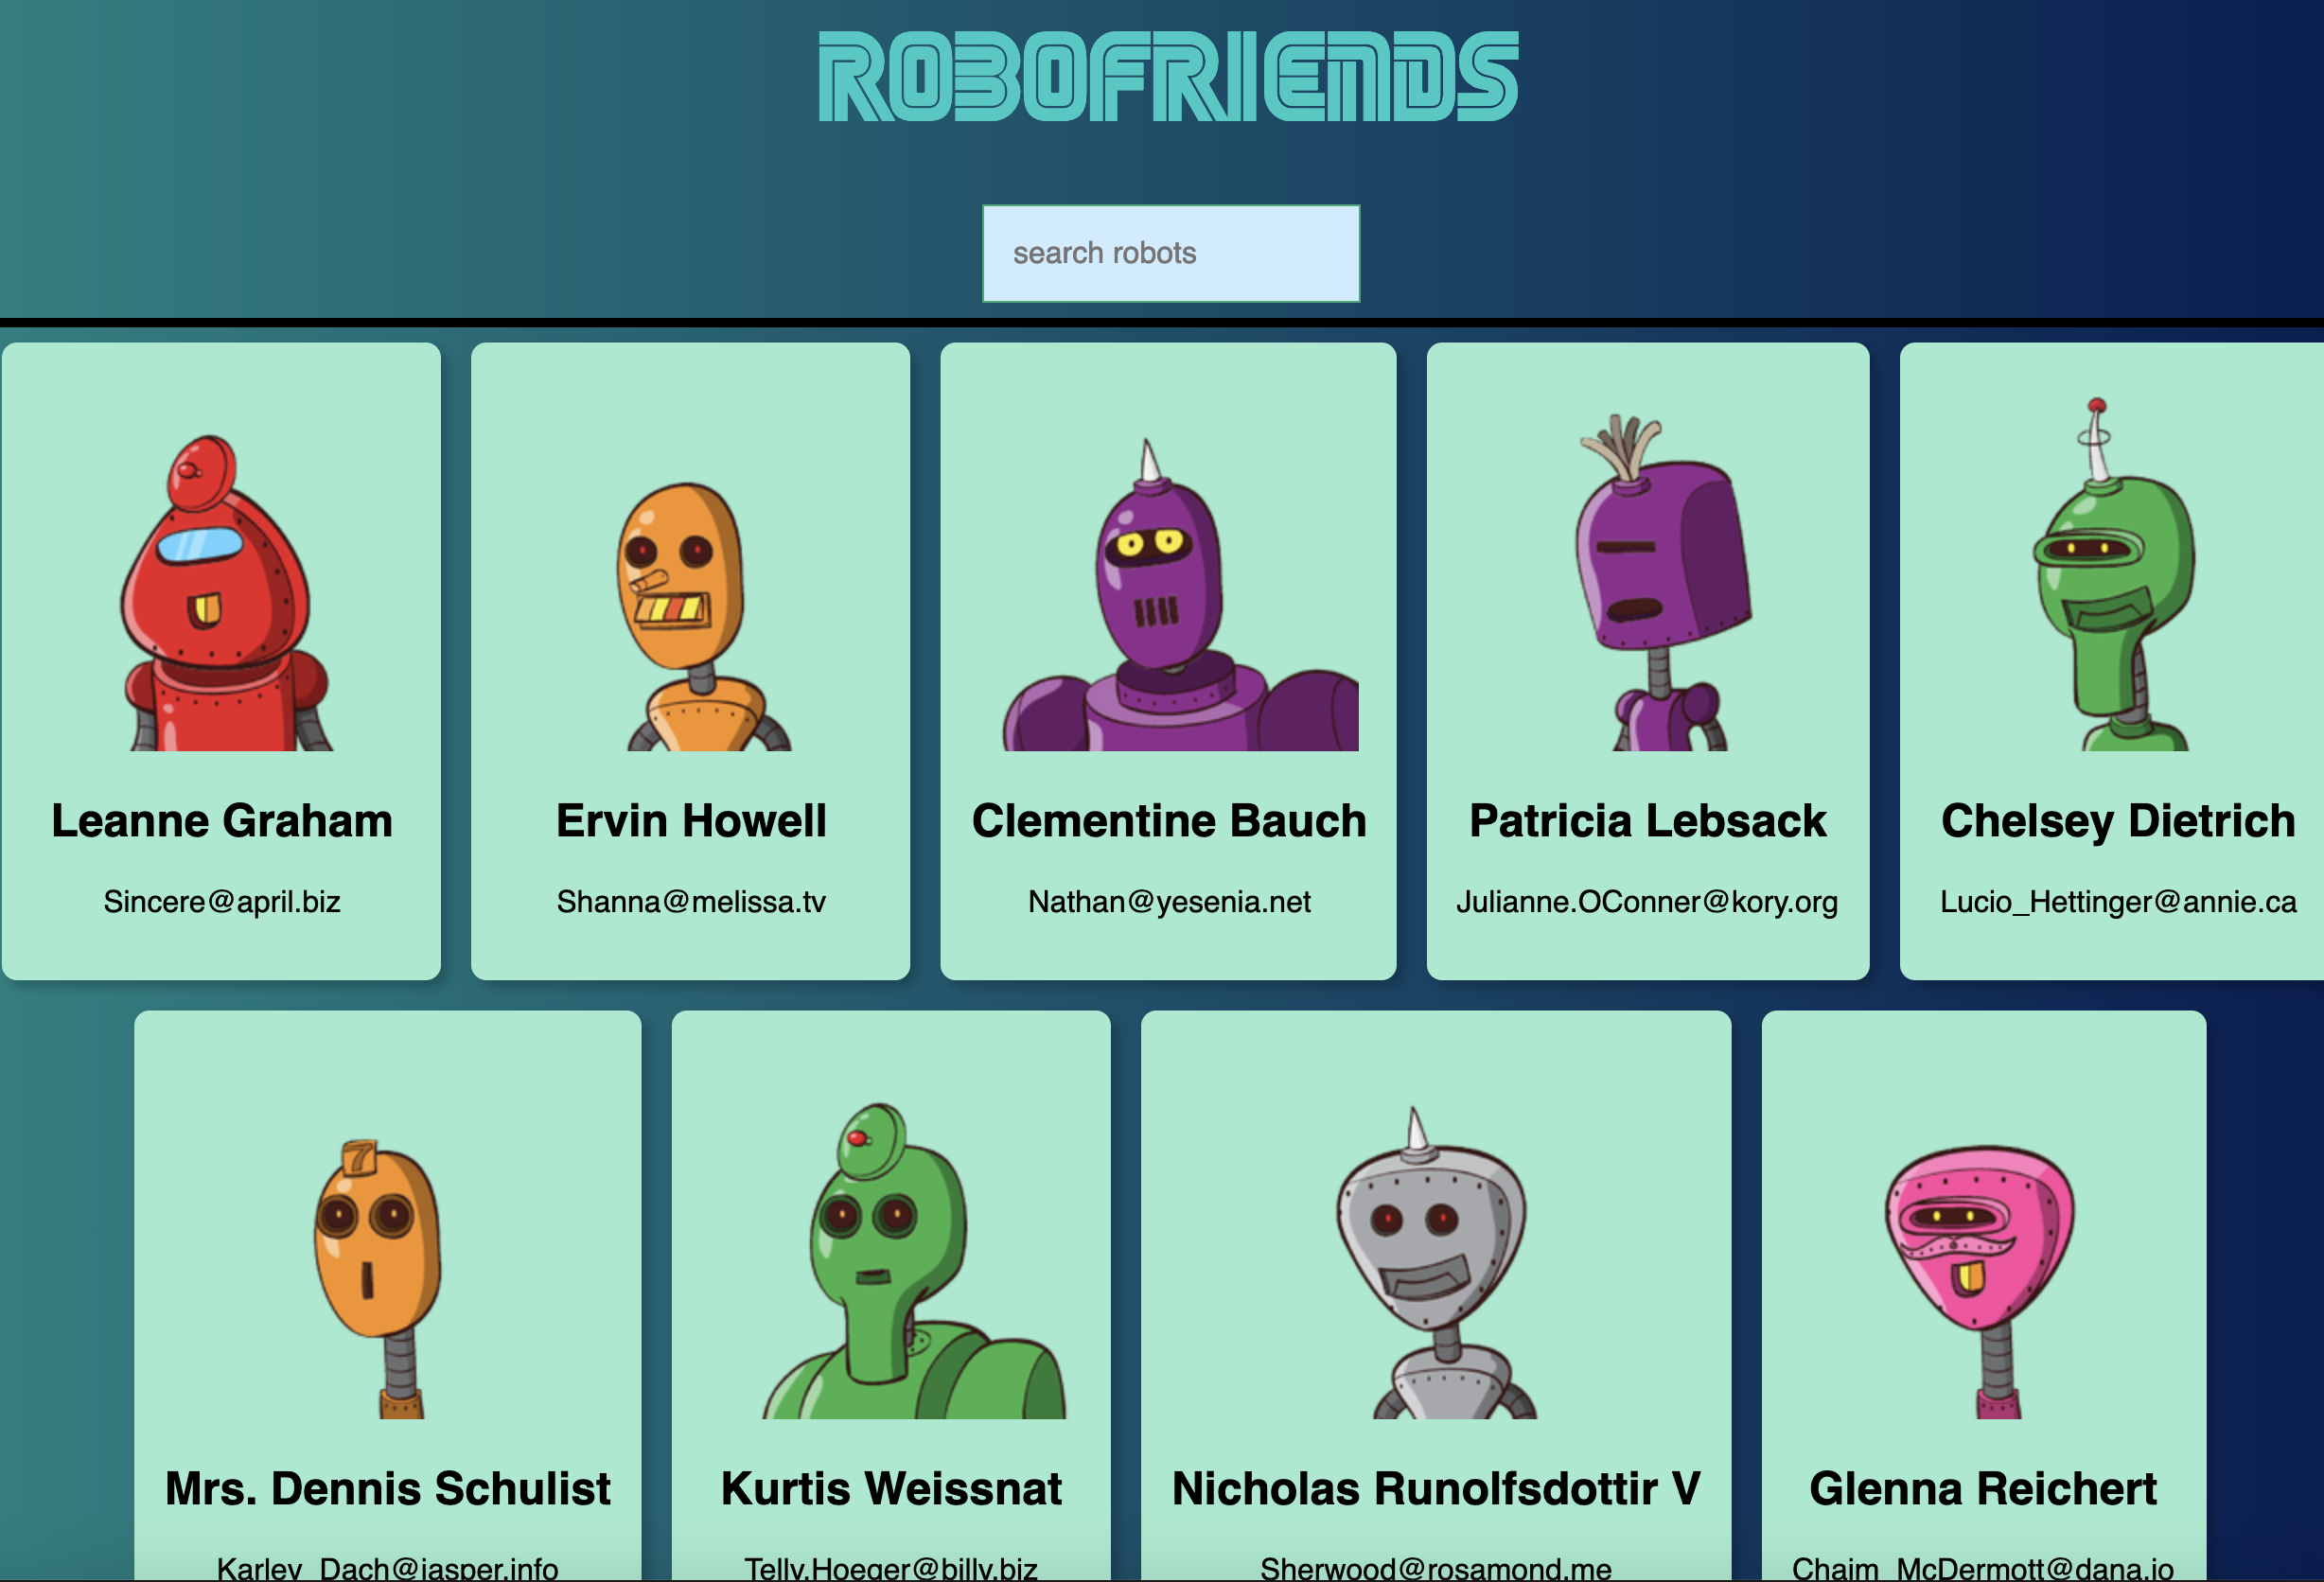 ROBOFRIENDS
search robots
Leanne Graham
Sincere@april.biz
Ervin Howell
Shanna@melissa.tv
Clementine Bauch
Nathan@yesenia.net
Patricia Lebsack
Julianne.OConner@kory.org
Chelsey Dietrich
Lucio_Hettinger@annie.ca
7
Mrs. Dennis Schulist
Karley_Dach@jasper.info
Kurtis Weissnat
Telly.Hoeger@billy.biz
Nicholas Runolfsdottir V
Sherwood@rosamond.me
Glenna Reichert
Chaim_McDermott@dana.io